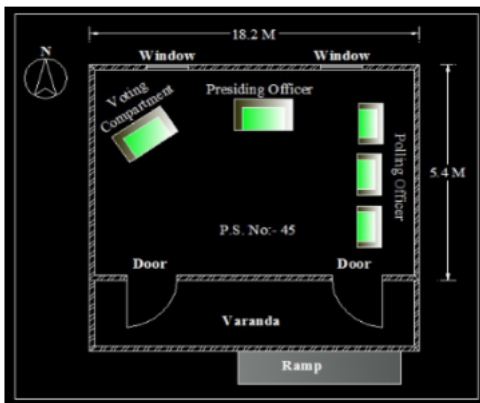 18.2 M
N
Window
Window
Voting
Compartment
Presiding Officer
Polling Officer
5.4 M
P.S. No:- 45
Door
Door
Varanda
Ramp